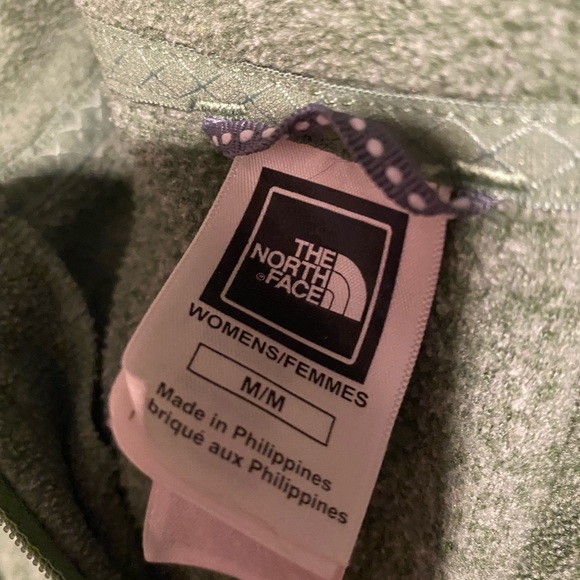 THE
NORTH
FACE
WOMENS/FEMMES
M/M
Made in Philippines
briqué aux Philippines